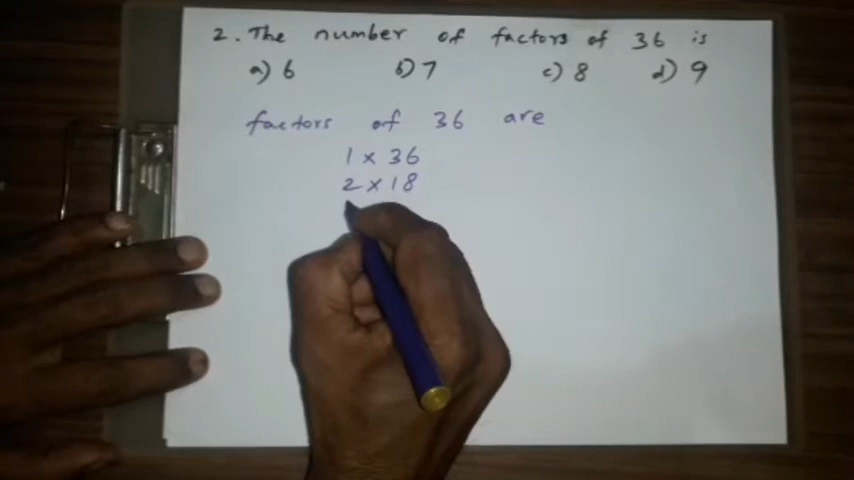 2. The number of factors of 36 is
a) 6 b) 7 c) 8 d) 9
factors of 36 are
1 × 36
2 × 18